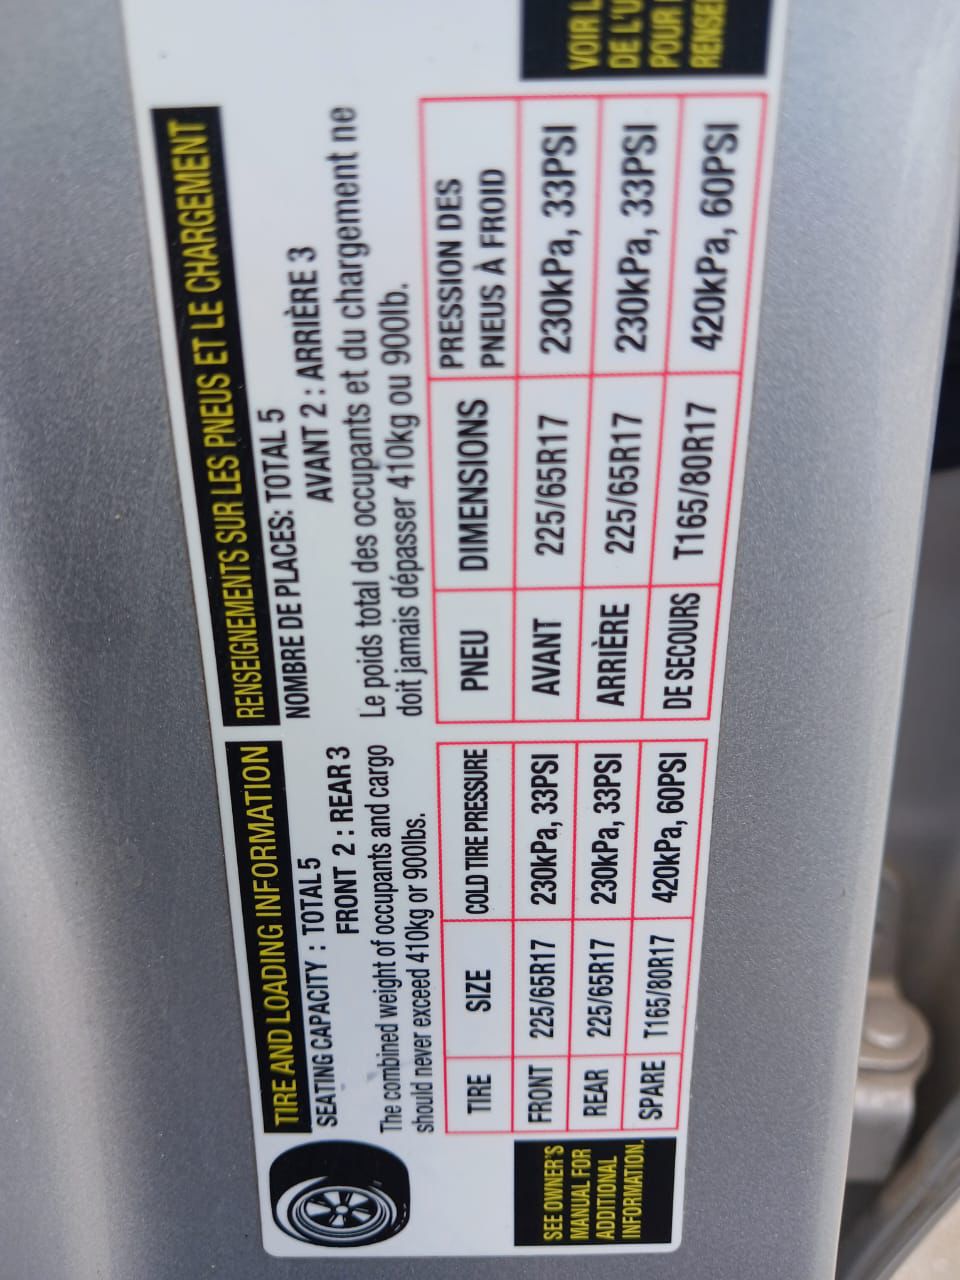 TIRE AND LOADING INFORMATION
SEATING CAPACITY : TOTAL 5
FRONT 2 : REAR 3
The combined weight of occupants and cargo
should never exceed 410kg or 900lbs.
TIRE SIZE COLD TIRE PRESSURE
FRONT 225/65R17 230kPa, 33PSI
REAR 225/65R17 230kPa, 33PSI
SPARE T165/80R17 420kPa, 60PSI
SEE OWNER'S
MANUAL FOR
ADDITIONAL
INFORMATION.
RENSEIGNEMENTS SUR LES PNEUS ET LE CHARGEMENT
NOMBRE DE PLACES: TOTAL 5
AVANT 2 : ARRIÈRE 3
Le poids total des occupants et du chargement ne
doit jamais dépasser 410kg ou 900lb.
PNEU DIMENSIONS PRESSION DES
PNEUS À FROID
AVANT 225/65R17 230kPa, 33PSI
ARRIÈRE 225/65R17 230kPa, 33PSI
DE SECOURS T165/80R17 420kPa, 60PSI
VOIR
DE L'U
POUR
RENSE